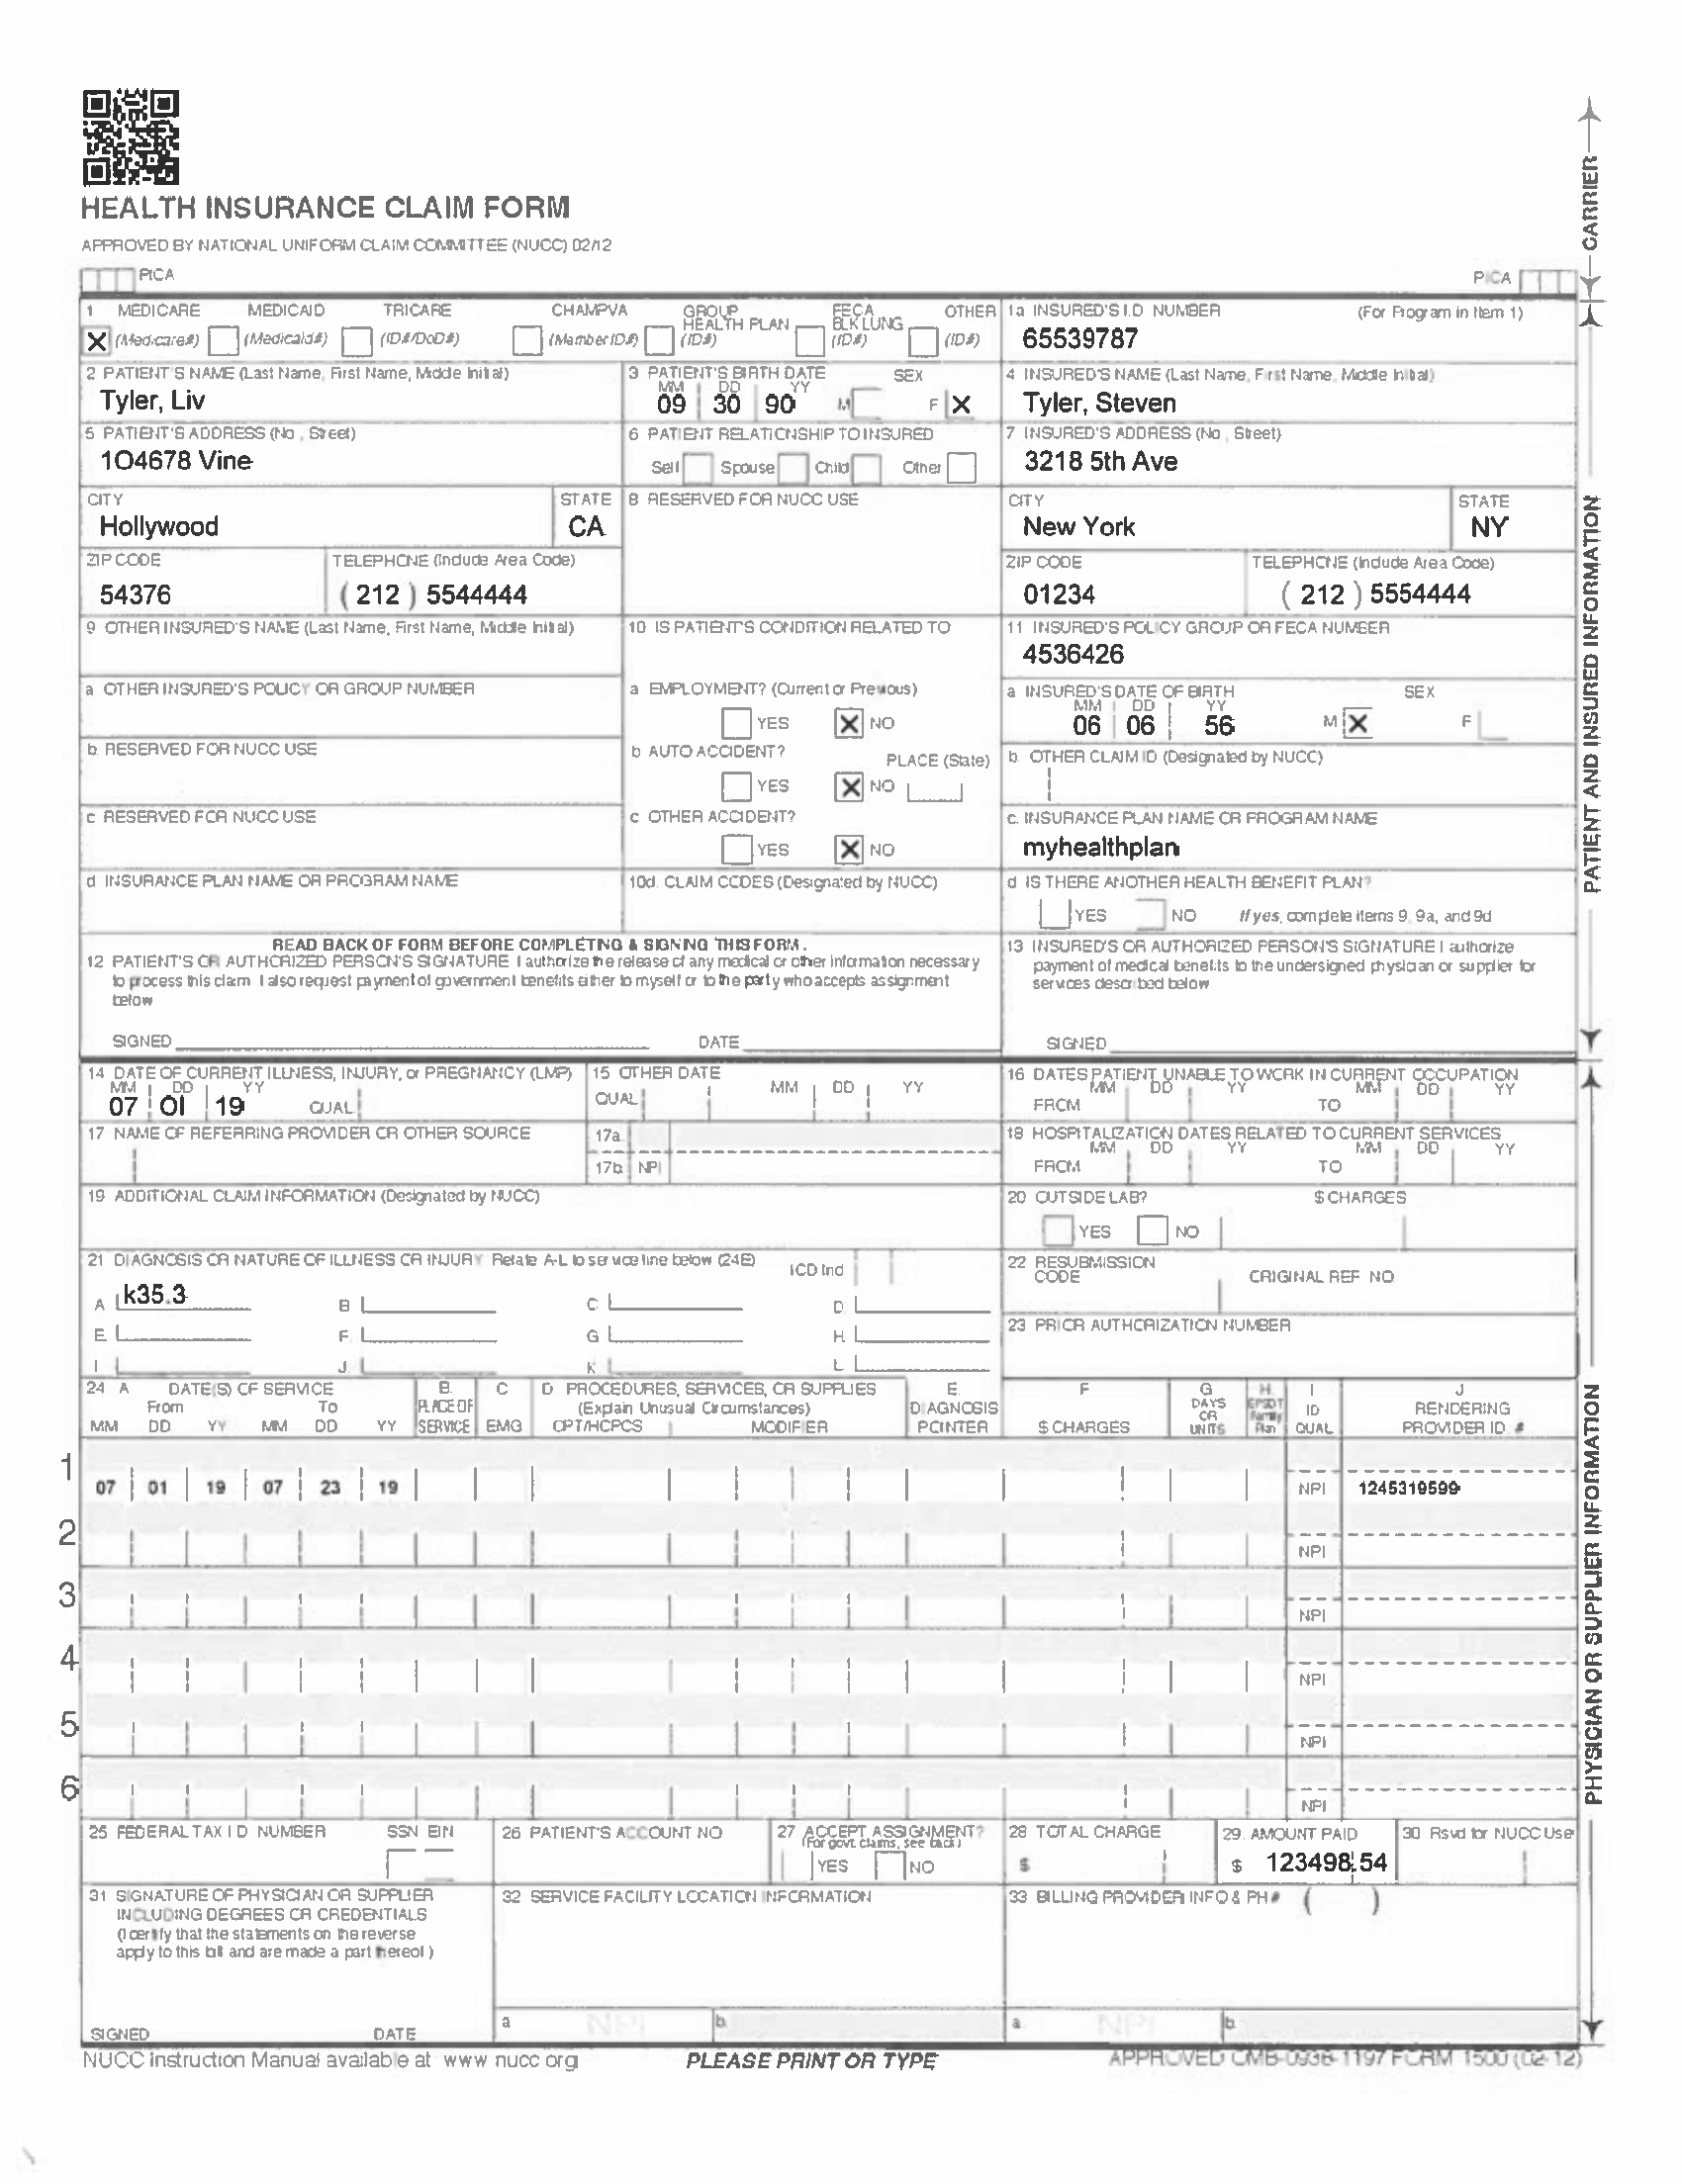 HEALTH INSURANCE CLAIM FORM
APPROVED BY NATIONAL UNIFORM CLAIM COMMITTEE (NUCC) 02/12
PICA PICA
CARRIER
1 MEDICARE MEDICAID TRICARE CHAMPVA GROUP HEALTH PLAN FECA BLK LUNG OTHER
X (Medicare#) (Medicaid#) (ID#/DoD#) (Member ID#) (ID#) (ID#) (ID#)
1a INSURED'S I.D NUMBER (For Program in Item 1)
65539787
2 PATIENT'S NAME (Last Name, First Name, Middle Initial)
Tyler, Liv
3 PATIENT'S BIRTH DATE SEX
MM DD YY
09 30 90 M F X
4 INSURED'S NAME (Last Name, First Name, Middle Initial)
Tyler, Steven
5 PATIENT'S ADDRESS (No, Street)
1O4678 Vine
6 PATIENT RELATIONSHIP TO INSURED
Self Spouse Child Other
7 INSURED'S ADDRESS (No, Street)
3218 5th Ave
CITY STATE
Hollywood CA
8 RESERVED FOR NUCC USE
CITY STATE
New York NY
ZIP CODE TELEPHONE (Include Area Code)
54376 ( 212 ) 5544444
ZIP CODE TELEPHONE (Include Area Code)
01234 ( 212 ) 5554444
9 OTHER INSURED'S NAME (Last Name, First Name, Middle Initial)
10 IS PATIENT'S CONDITION RELATED TO
11 INSURED'S POLICY GROUP OR FECA NUMBER
4536426
a OTHER INSURED'S POLICY OR GROUP NUMBER
a EMPLOYMENT? (Current or Previous)
YES X NO
a INSURED'S DATE OF BIRTH SEX
MM DD YY
06 06 56 M X F
b RESERVED FOR NUCC USE
b AUTO ACCIDENT? PLACE (State)
YES X NO
b. OTHER CLAIM ID (Designated by NUCC)
c RESERVED FOR NUCC USE
c OTHER ACCIDENT?
YES X NO
c. INSURANCE PLAN NAME OR PROGRAM NAME
myhealthplan
d INSURANCE PLAN NAME OR PROGRAM NAME
10d. CLAIM CODES (Designated by NUCC)
d IS THERE ANOTHER HEALTH BENEFIT PLAN?
YES NO If yes, complete items 9, 9a, and 9d
PATIENT AND INSURED INFORMATION
READ BACK OF FORM BEFORE COMPLETING & SIGNING THIS FORM.
12 PATIENT'S OR AUTHORIZED PERSON'S SIGNATURE I authorize the release of any medical or other information necessary
to process this claim I also request payment of government benefits either to myself or to the party who accepts assignment
below
SIGNED DATE
13 INSURED'S OR AUTHORIZED PERSON'S SIGNATURE I authorize
payment of medical benefits to the undersigned physician or supplier for
services described below
SIGNED
14 DATE OF CURRENT ILLNESS, INJURY, or PREGNANCY (LMP)
MM DD YY
07 OI 19 QUAL
15 OTHER DATE
QUAL MM DD YY
16 DATES PATIENT UNABLE TO WORK IN CURRENT OCCUPATION
MM DD YY MM DD YY
FROM TO
17 NAME OF REFERRING PROVIDER OR OTHER SOURCE
17a
17b NPI
18 HOSPITALIZATION DATES RELATED TO CURRENT SERVICES
MM DD YY MM DD YY
FROM TO
19 ADDITIONAL CLAIM INFORMATION (Designated by NUCC)
20 OUTSIDE LAB? $ CHARGES
YES NO
21 DIAGNOSIS OR NATURE OF ILLNESS OR INJURY Relate A-L to service line below (24E) ICD Ind
A k35.3 B C D
E F G H
I J K L
22 RESUBMISSION
CODE ORIGINAL REF NO
23 PRIOR AUTHORIZATION NUMBER
24 A DATE(S) OF SERVICE B. C D PROCEDURES, SERVICES, OR SUPPLIES E. F G H. I J
From To PLACE OF (Explain Unusual Circumstances) DIAGNOSIS DAYS OR EPSDT Family ID RENDERING
MM DD YY MM DD YY SERVICE EMG CPT/HCPCS MODIFIER POINTER $ CHARGES UNITS Plan QUAL PROVIDER ID. #
1
07 01 19 07 23 19 NPI 1245319599
2
NPI
3
NPI
4
NPI
5
NPI
6
NPI
PHYSICIAN OR SUPPLIER INFORMATION
25 FEDERAL TAX I D NUMBER SSN EIN
26 PATIENT'S ACCOUNT NO
27 ACCEPT ASSIGNMENT?
(For govt. claims, see back)
YES NO
28 TOTAL CHARGE
$
29. AMOUNT PAID
$ 123498 54
30 Rsvd for NUCC Use
31 SIGNATURE OF PHYSICIAN OR SUPPLIER
INCLUDING DEGREES OR CREDENTIALS
(I certify that the statements on the reverse
apply to this bill and are made a part thereof)
SIGNED DATE
32 SERVICE FACILITY LOCATION INFORMATION
a NPI b
33 BILLING PROVIDER INFO & PH# ( )
a NPI b
NUCC Instruction Manual available at www nucc org
PLEASE PRINT OR TYPE
APPROVED OMB-0938-1197 FORM 1500 (02-12)